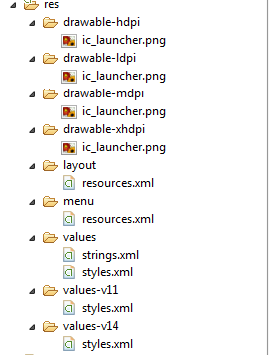 res
drawable-hdpi
ic_launcher.png
drawable-ldpi
ic_launcher.png
drawable-mdpi
ic_launcher.png
drawable-xhdpi
ic_launcher.png
layout
resources.xml
menu
resources.xml
values
strings.xml
styles.xml
values-v11
styles.xml
values-v14
styles.xml